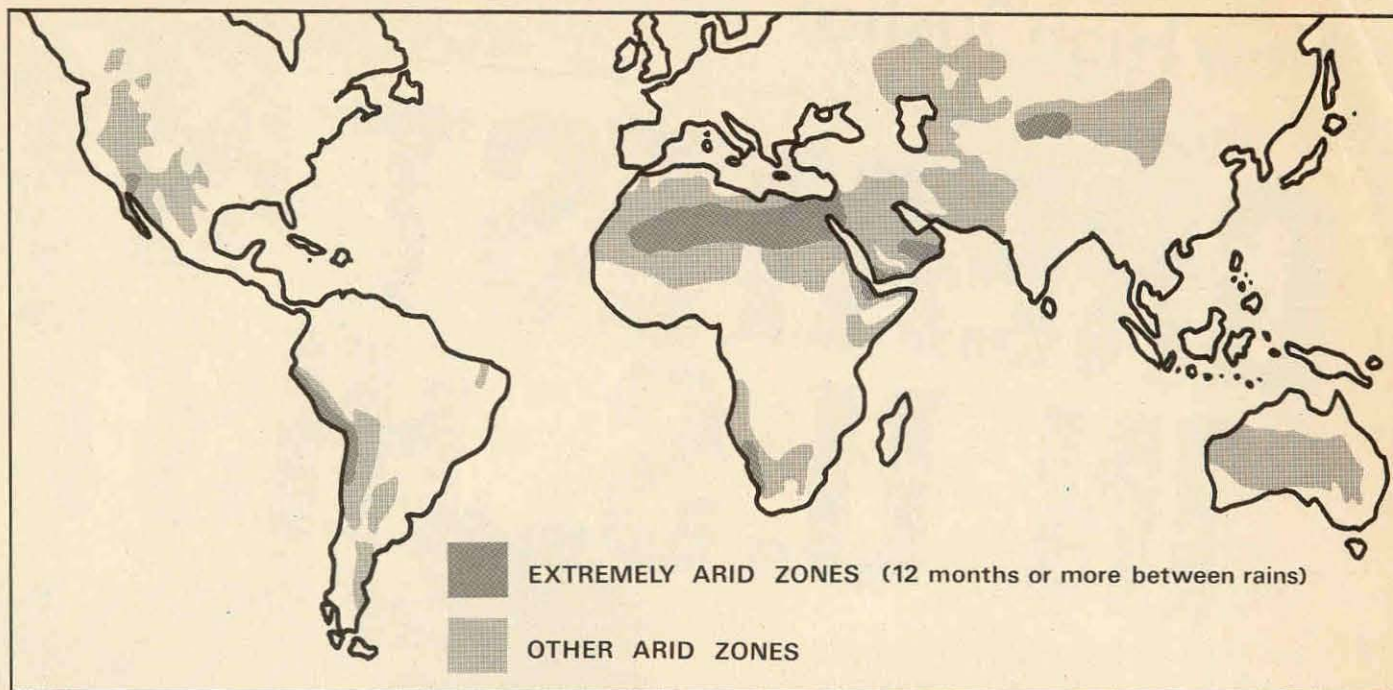 EXTREMELY ARID ZONES (12 months or more between rains)
OTHER ARID ZONES